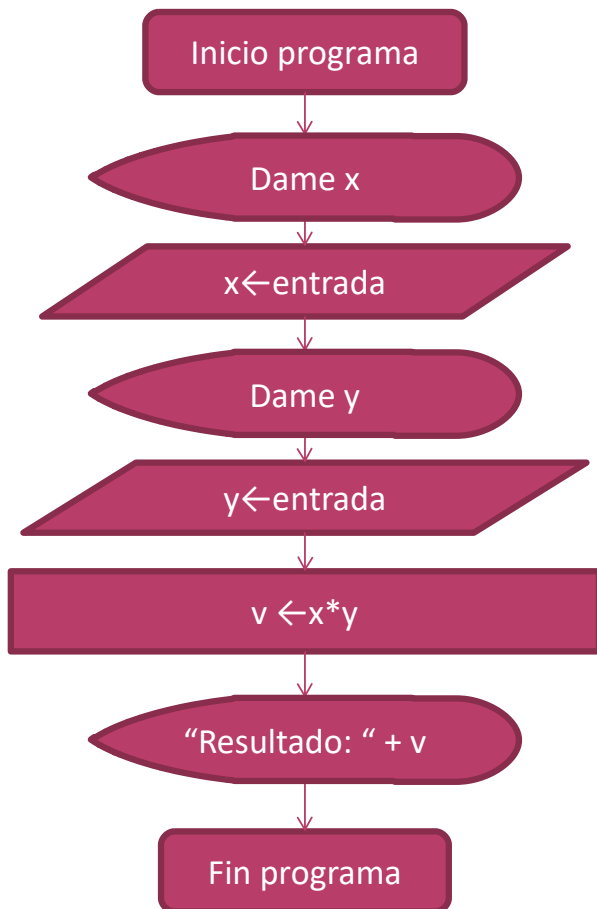 Inicio programa
Dame x
x←entrada
Dame y
y←entrada
v ←x*y
“Resultado: “ + v
Fin programa